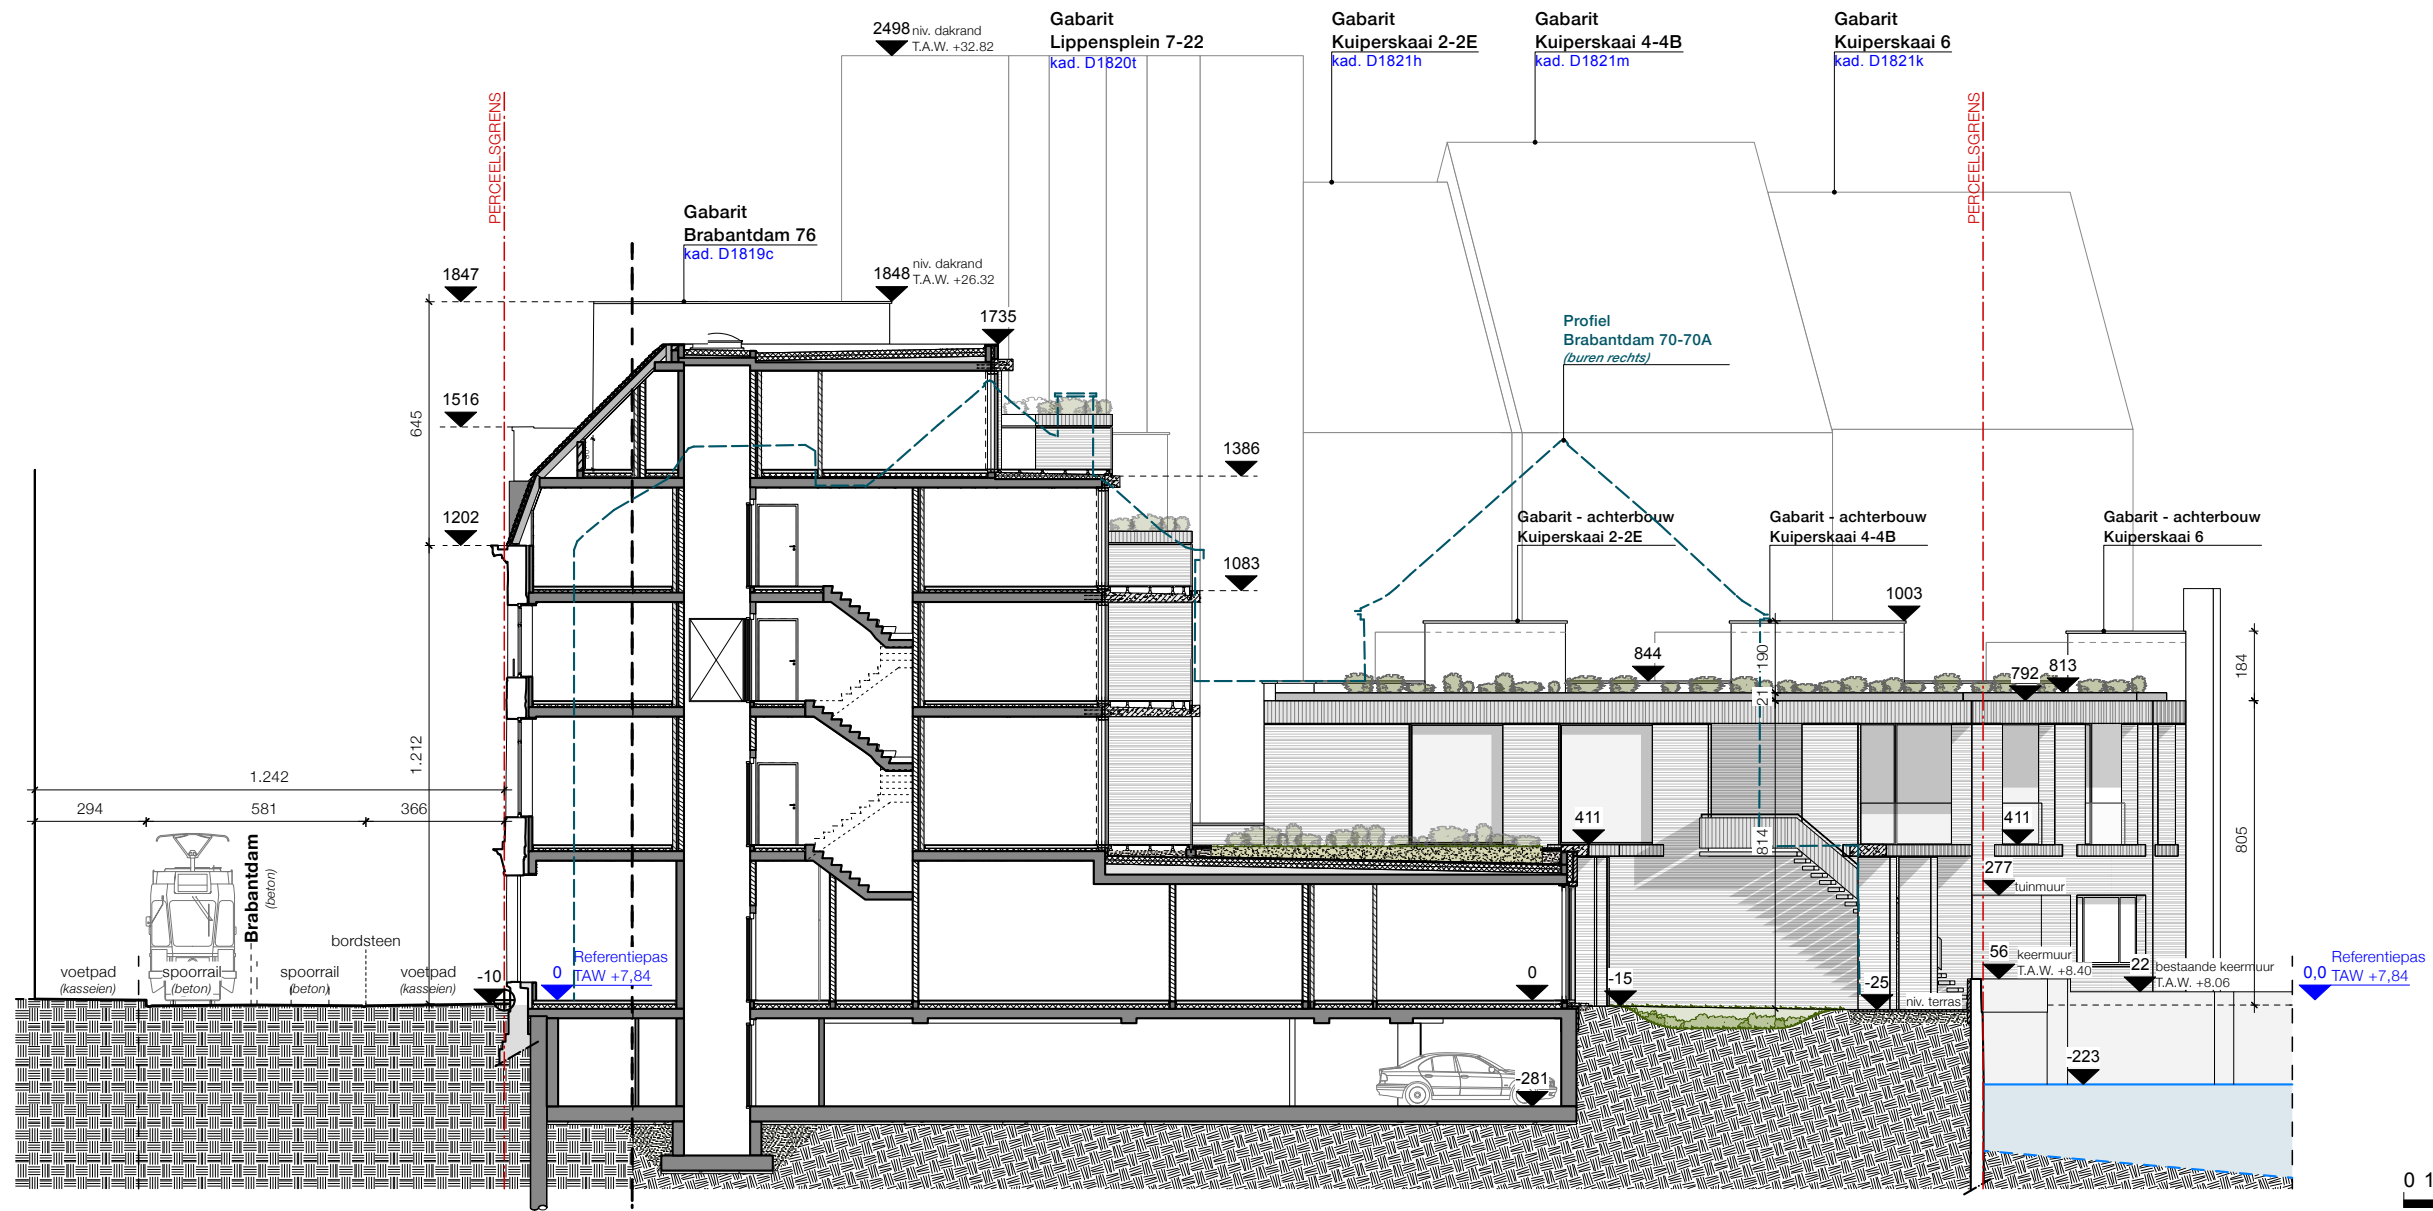 Gabarit
Lippensplein 7-22
kad. D1820t
Gabarit
Kuiperskaai 2-2E
kad. D1821h
Gabarit
Kuiperskaai 4-4B
kad. D1821m
Gabarit
Kuiperskaai 6
kad. D1821k
2498 niv. dakrand
T.A.W. +32.82
PERCEELSGRENS
PERCEELSGRENS
Gabarit
Brabantdam 76
kad. D1819c
1847
1848 niv. dakrand
T.A.W. +26.32
1735
Profiel
Brabantdam 70-70A
(buren rechts)
645
1516
1386
1202
Gabarit - achterbouw
Kuiperskaai 2-2E
Gabarit - achterbouw
Kuiperskaai 4-4B
Gabarit - achterbouw
Kuiperskaai 6
1083
1003
844
190
792
813
184
21
1.212
1.242
294
581
366
411
814
411
805
277
tuinmuur
Brabantdam
(beton)
bordsteen
voetpad
(kasseien)
spoorrail
(beton)
spoorrail
(beton)
voetpad
(kasseien)
-10
0
Referentiepas
TAW +7,84
0
-15
-25
niv. terras
56
keermuur
T.A.W. +8.40
22
bestaande keermuur
T.A.W. +8.06
0,0
Referentiepas
TAW +7,84
-223
-281
0 1